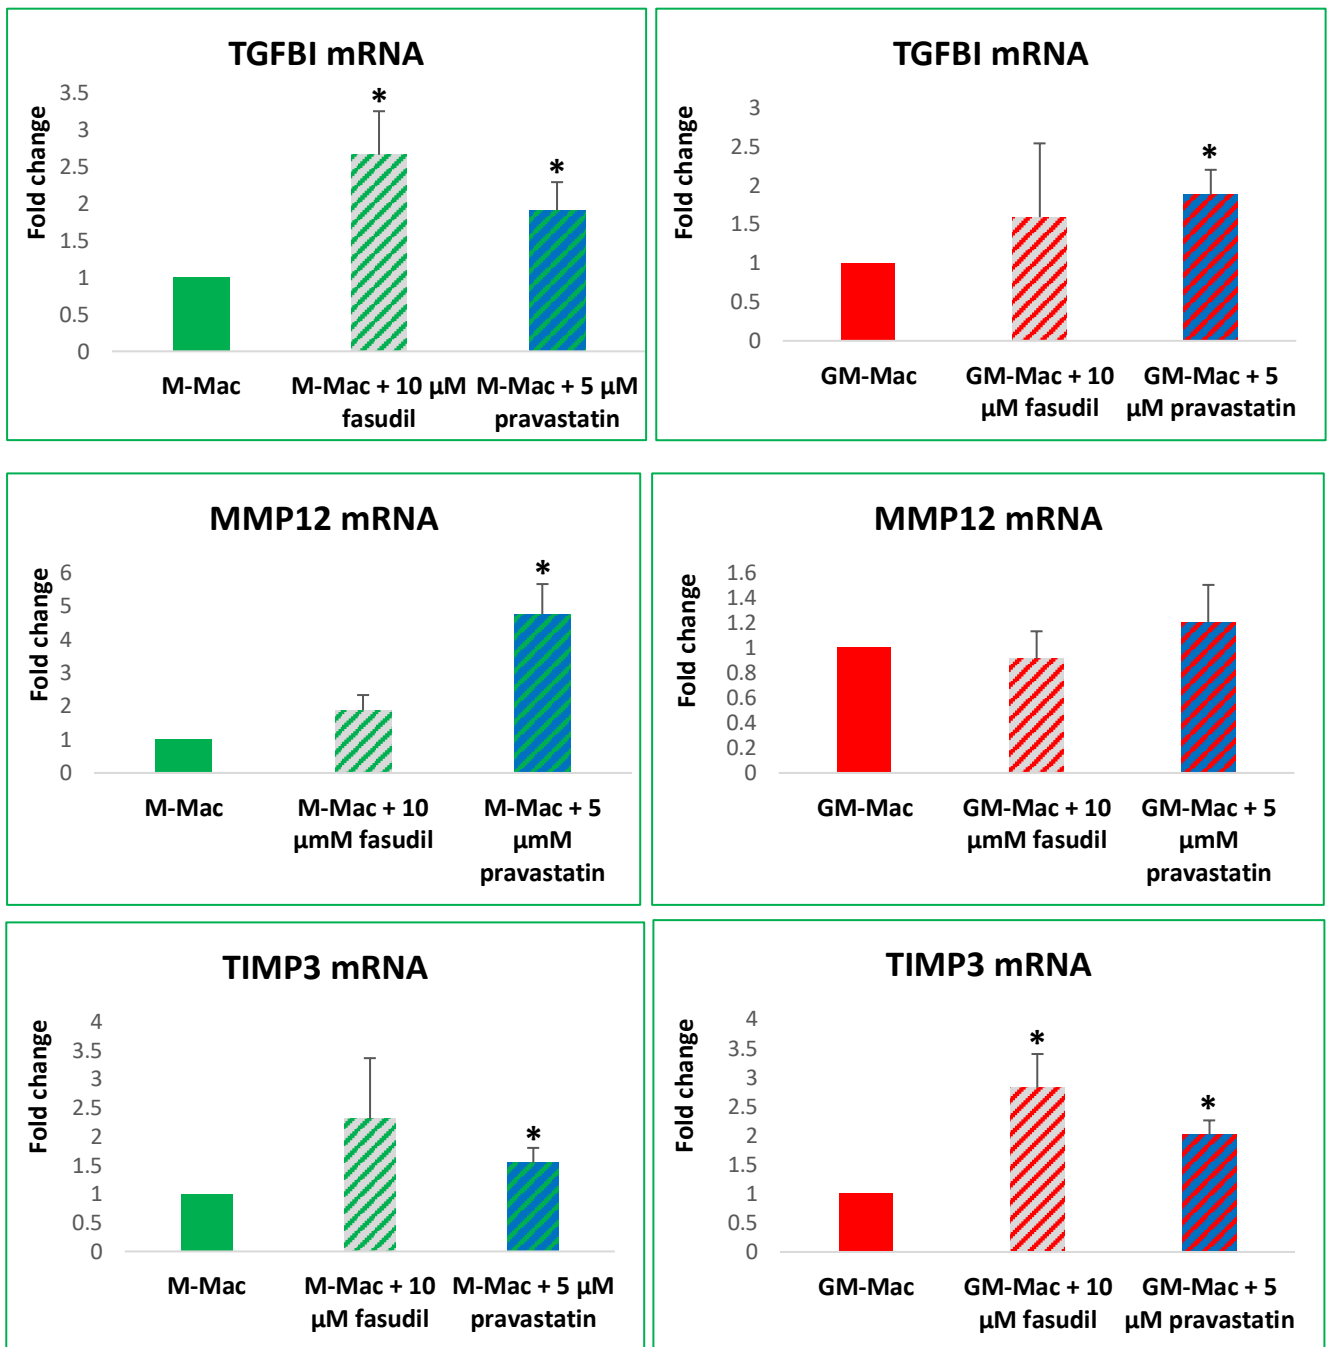 TGFBI mRNA
Fold change
3.5
*
3
*
2.5
2
1.5
1
0.5
0
M-Mac
M-Mac + 10 µM
fasudil
M-Mac + 5 µM
pravastatin
TGFBI mRNA
Fold change
3
2.5
*
2
1.5
1
0.5
0
GM-Mac
GM-Mac + 10
µM fasudil
GM-Mac + 5
µM pravastatin
MMP12 mRNA
Fold change
6
*
5
4
3
2
1
0
M-Mac
M-Mac + 10
µmM fasudil
M-Mac + 5
µmM
pravastatin
MMP12 mRNA
Fold change
1.6
1.4
1.2
1
0.8
0.6
0.4
0.2
0
GM-Mac
GM-Mac + 10
µmM fasudil
GM-Mac + 5
µmM
pravastatin
TIMP3 mRNA
Fold change
4
3.5
3
2.5
2
*
1.5
1
0.5
0
M-Mac
M-Mac + 10
µM fasudil
M-Mac + 5 µM
pravastatin
TIMP3 mRNA
Fold change
4
*
3.5
3
2.5
*
2
1.5
1
0.5
0
GM-Mac
GM-Mac + 10
µM fasudil
GM-Mac + 5
µM pravastatin